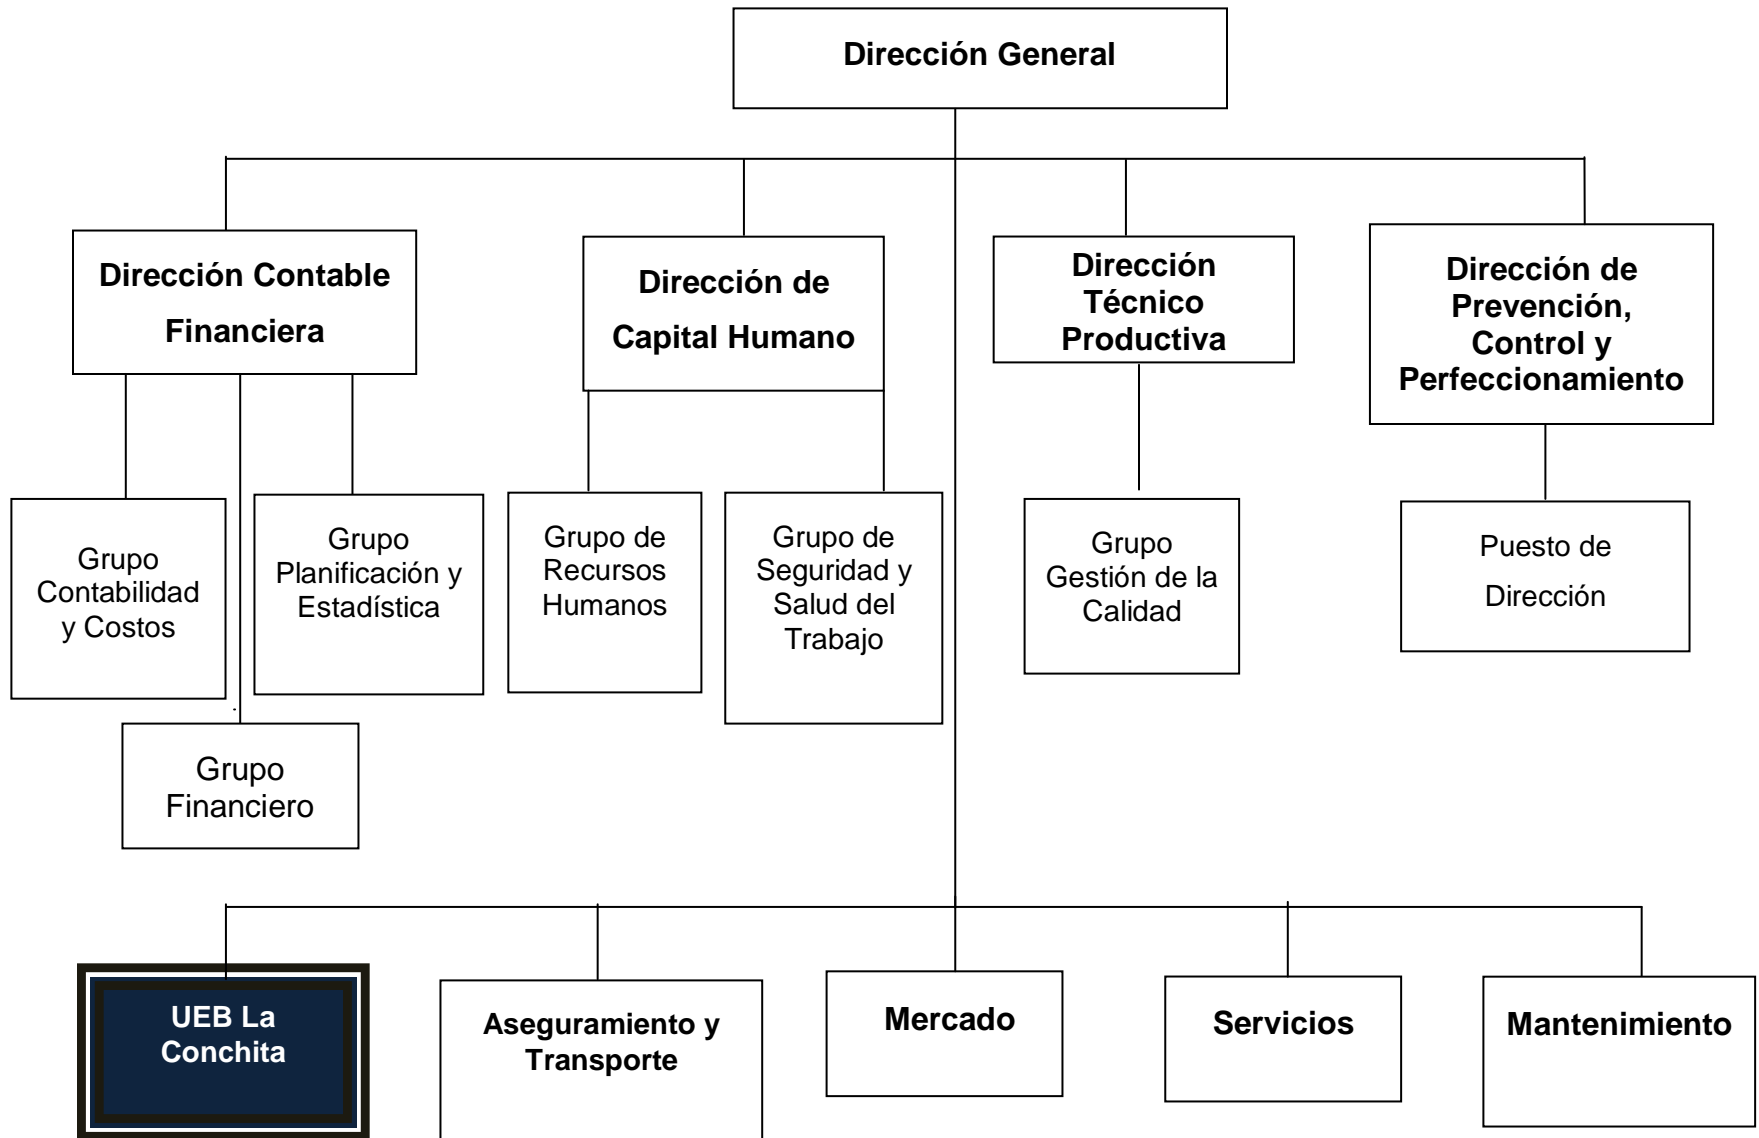 Dirección General
Dirección Contable
Financiera
Dirección de
Capital Humano
Dirección
Técnico
Productiva
Dirección de
Prevención,
Control y
Perfeccionamiento
Grupo
Contabilidad
y Costos
Grupo
Planificación y
Estadística
Grupo de
Recursos
Humanos
Grupo de
Seguridad y
Salud del
Trabajo
Grupo
Gestión de la
Calidad
Puesto de
Dirección
Grupo
Financiero
UEB La
Conchita
Aseguramiento y
Transporte
Mercado
Servicios
Mantenimiento